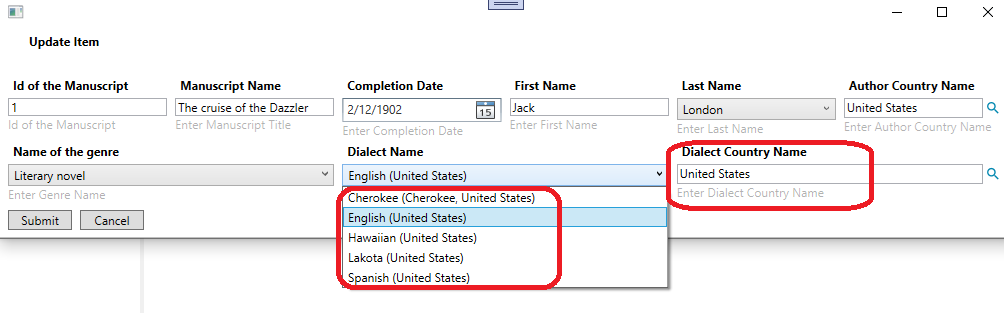 Update Item
Id of the Manuscript Manuscript Name Completion Date First Name Last Name Author Country Name
1 The cruise of the Dazzler 2/12/1902 15 Jack London United States
Id of the Manuscript Enter Manuscript Title Enter Completion Date Enter First Name Enter Last Name Enter Author Country Name
Name of the genre Dialect Name Dialect Country Name
Literary novel English (United States) United States
Enter Genre Name Enter Dialect Country Name
Cherokee (Cherokee, United States)
Submit Cancel English (United States)
Hawaiian (United States)
Lakota (United States)
Spanish (United States)